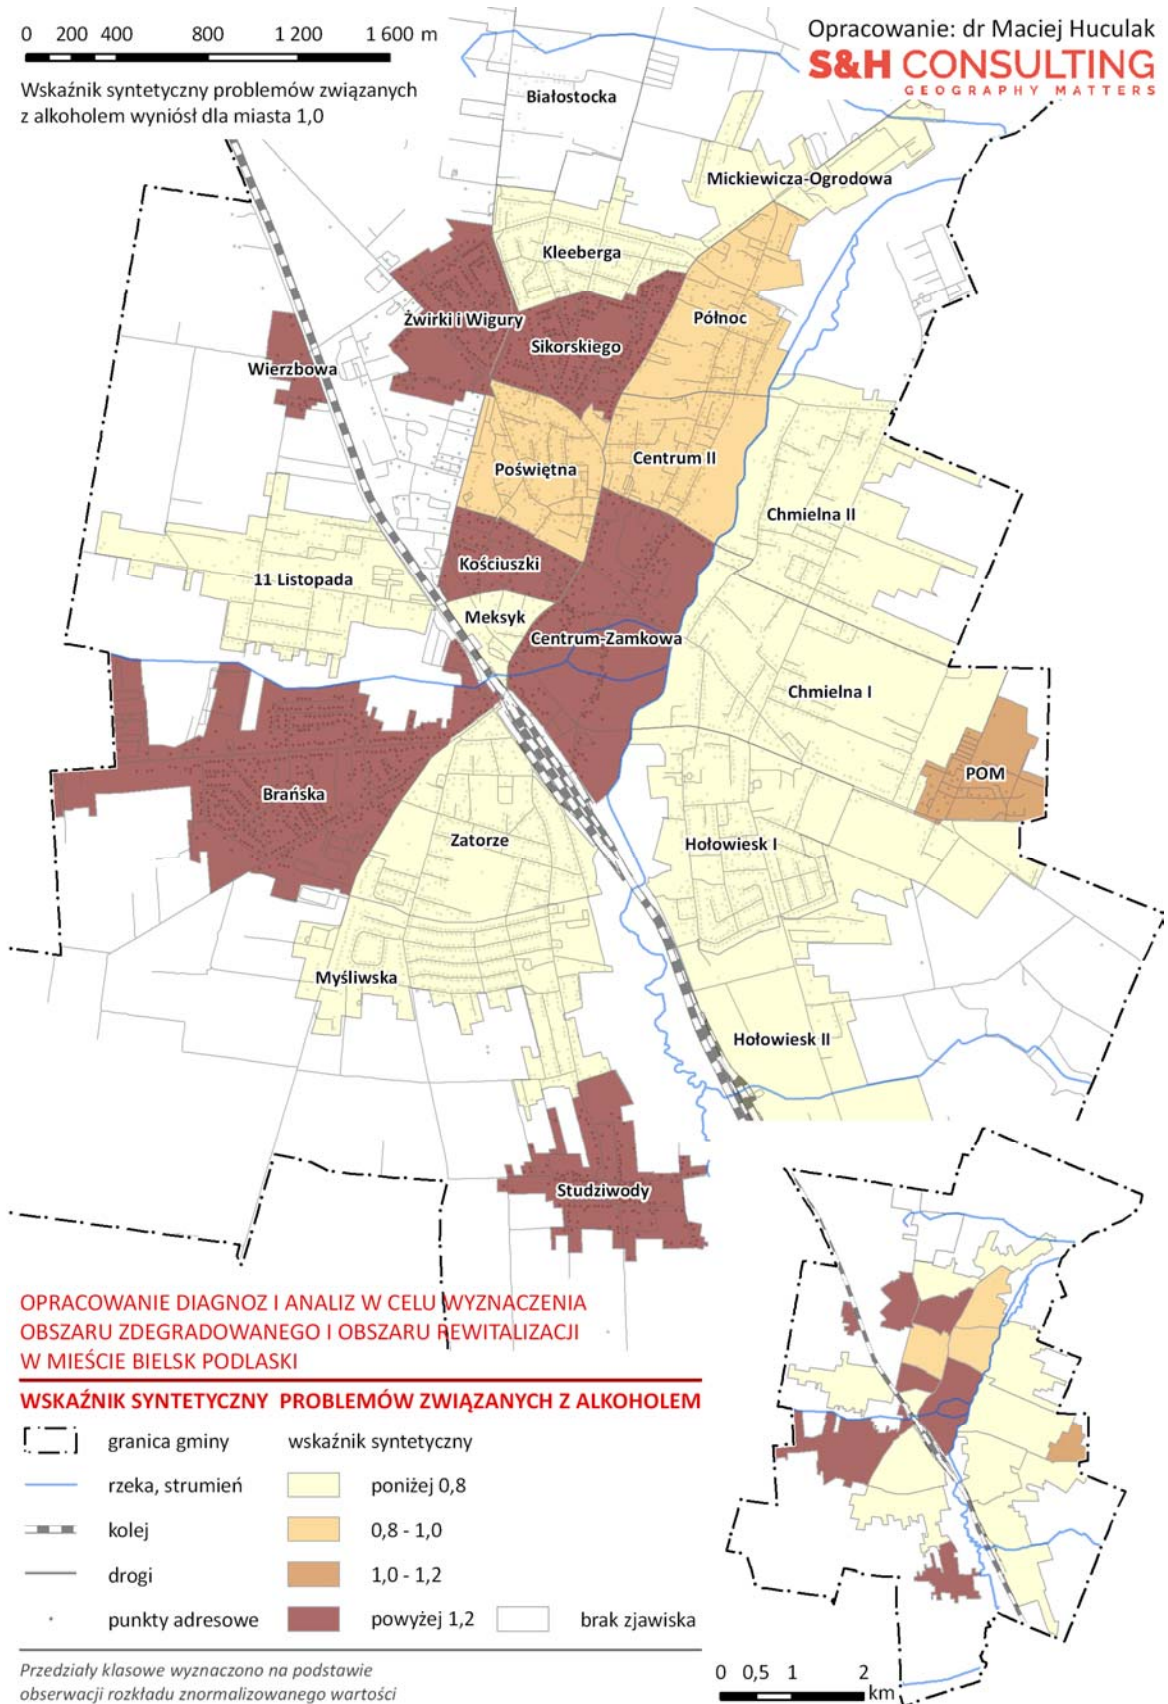 0 200 400 800 1 200 1 600 m
Wskaźnik syntetyczny problemów związanych
z alkoholem wyniósł dla miasta 1,0
Opracowanie: dr Maciej Huculak
S&H CONSULTING
GEOGRAPHY MATTERS
Białostocka
Mickiewicza-Ogrodowa
Kleeberga
Żwirki i Wigury
Północ
Sikorskiego
Wierzbowa
Poświętna
Centrum II
Chmielna II
Kościuszki
11 Listopada
Meksyk
Centrum-Zamkowa
Chmielna I
POM
Brańska
Zatorze
Hołowiesk I
Myśliwska
Hołowiesk II
Studziwody
OPRACOWANIE DIAGNOZ I ANALIZ W CELU WYZNACZENIA
OBSZARU ZDEGRADOWANEGO I OBSZARU REWITALIZACJI
W MIEŚCIE BIELSK PODLASKI
WSKAŹNIK SYNTETYCZNY PROBLEMÓW ZWIĄZANYCH Z ALKOHOLEM
granica gminy wskaźnik syntetyczny
rzeka, strumień poniżej 0,8
kolej 0,8 - 1,0
drogi 1,0 - 1,2
punkty adresowe powyżej 1,2 brak zjawiska
Przedziały klasowe wyznaczono na podstawie
obserwacji rozkładu znormalizowanego wartości
0 0,5 1 2
km